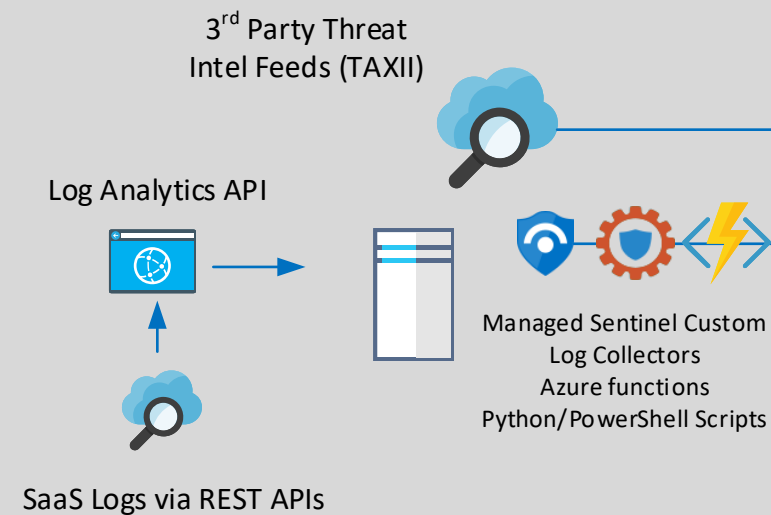 3rd Party Threat
Intel Feeds (TAXII)
Log Analytics API
Managed Sentinel Custom
Log Collectors
Azure functions
Python/PowerShell Scripts
SaaS Logs via REST APIs